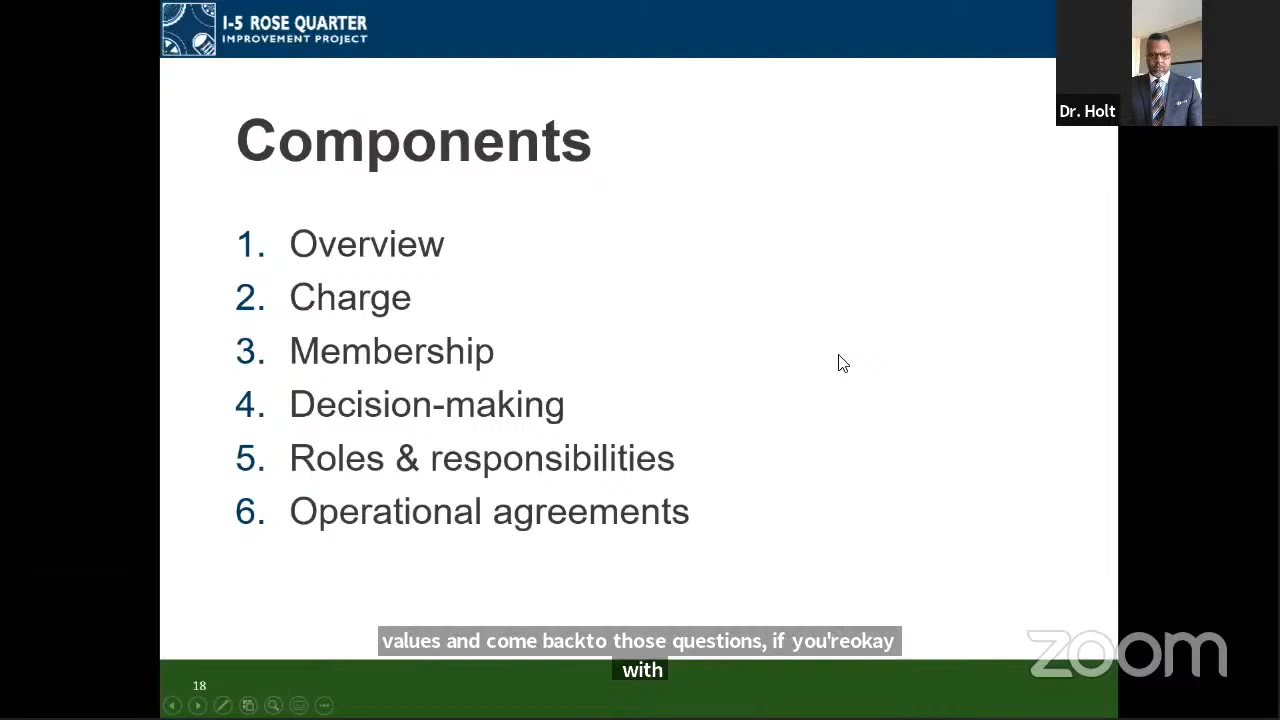 I-5 ROSE QUARTER
IMPROVEMENT PROJECT
Dr. Holt
Components
1. Overview
2. Charge
3. Membership
4. Decision-making
5. Roles & responsibilities
6. Operational agreements
values and come backto those questions, if you'reokay
with
zoom
18